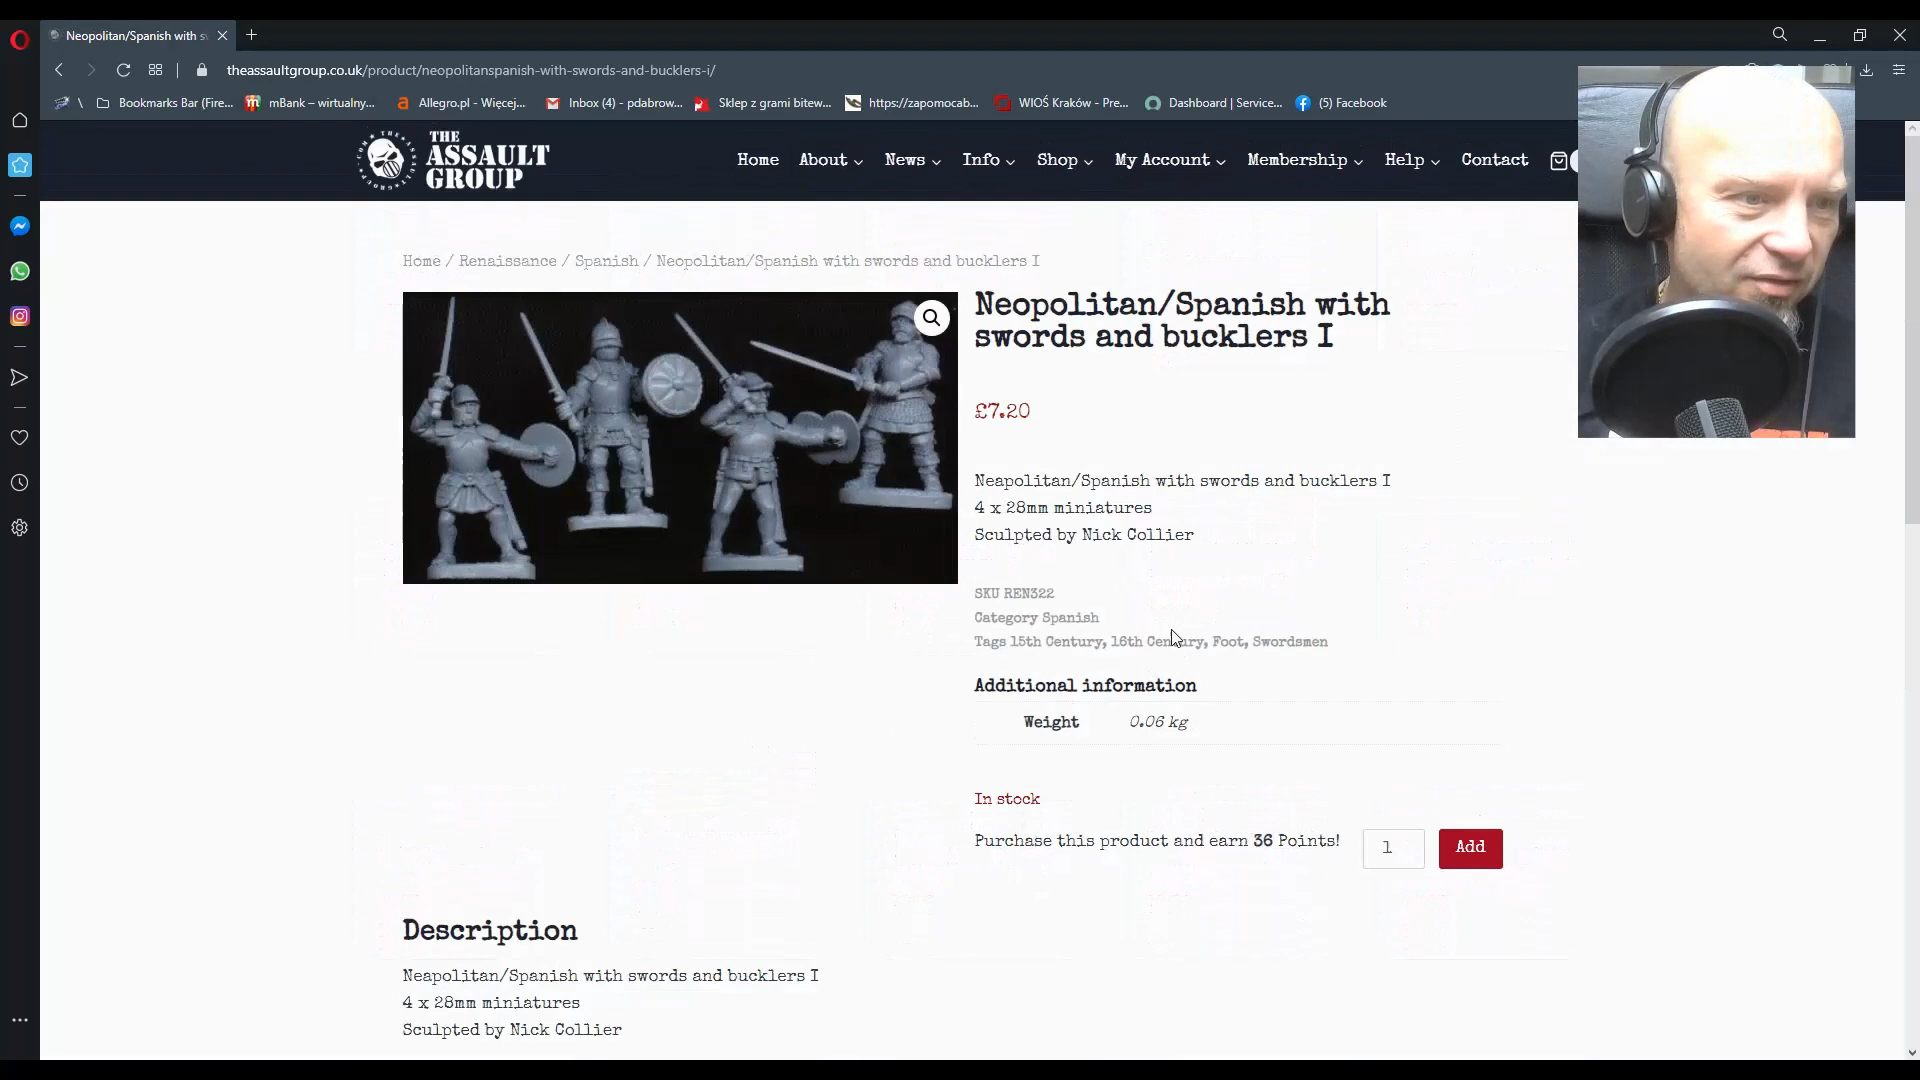 Neopolitan/Spanish with s
theassaultgroup.co.uk/product/neopolitanspanish-with-swords-and-bucklers-i/
\ Bookmarks Bar (Fire... mBank – wirtualny... Allegro.pl - Więcej... Inbox (4) - pdabrow... Sklep z grami bitew... https://zapomocab... WIOŚ Kraków - Pre... Dashboard | Service... (5) Facebook
THE
ASSAULT
GROUP
Home About News Info Shop My Account Membership Help Contact
Home / Renaissance / Spanish / Neopolitan/Spanish with swords and bucklers I
Neopolitan/Spanish with
swords and bucklers I
£7.20
Neapolitan/Spanish with swords and bucklers I
4 x 28mm miniatures
Sculpted by Nick Collier
SKU REN322
Category Spanish
Tags 15th Century, 16th Century, Foot, Swordsmen
Additional information
Weight 0.06 kg
In stock
Purchase this product and earn 36 Points! 1 Add
Description
Neapolitan/Spanish with swords and bucklers I
4 x 28mm miniatures
Sculpted by Nick Collier